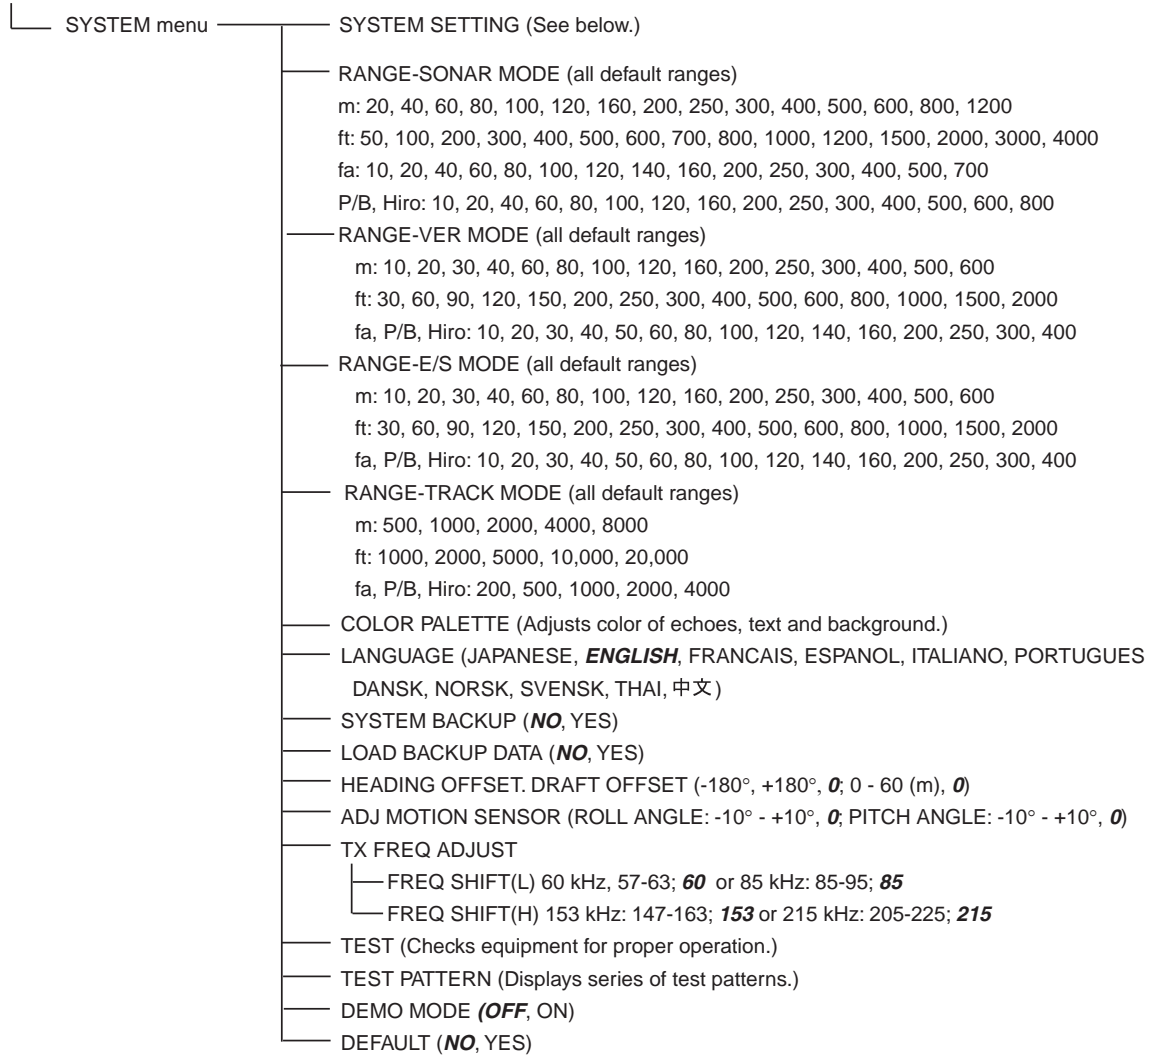 SYSTEM menu SYSTEM SETTING (See below.)
RANGE-SONAR MODE (all default ranges)
m: 20, 40, 60, 80, 100, 120, 160, 200, 250, 300, 400, 500, 600, 800, 1200
ft: 50, 100, 200, 300, 400, 500, 600, 700, 800, 1000, 1200, 1500, 2000, 3000, 4000
fa: 10, 20, 40, 60, 80, 100, 120, 140, 160, 200, 250, 300, 400, 500, 700
P/B, Hiro: 10, 20, 40, 60, 80, 100, 120, 160, 200, 250, 300, 400, 500, 600, 800
RANGE-VER MODE (all default ranges)
m: 10, 20, 30, 40, 60, 80, 100, 120, 160, 200, 250, 300, 400, 500, 600
ft: 30, 60, 90, 120, 150, 200, 250, 300, 400, 500, 600, 800, 1000, 1500, 2000
fa, P/B, Hiro: 10, 20, 30, 40, 50, 60, 80, 100, 120, 140, 160, 200, 250, 300, 400
RANGE-E/S MODE (all default ranges)
m: 10, 20, 30, 40, 60, 80, 100, 120, 160, 200, 250, 300, 400, 500, 600
ft: 30, 60, 90, 120, 150, 200, 250, 300, 400, 500, 600, 800, 1000, 1500, 2000
fa, P/B, Hiro: 10, 20, 30, 40, 50, 60, 80, 100, 120, 140, 160, 200, 250, 300, 400
RANGE-TRACK MODE (all default ranges)
m: 500, 1000, 2000, 4000, 8000
ft: 1000, 2000, 5000, 10,000, 20,000
fa, P/B, Hiro: 200, 500, 1000, 2000, 4000
COLOR PALETTE (Adjusts color of echoes, text and background.)
LANGUAGE (JAPANESE, ENGLISH, FRANCAIS, ESPANOL, ITALIANO, PORTUGUES
DANSK, NORSK, SVENSK, THAI, 中文)
SYSTEM BACKUP (NO, YES)
LOAD BACKUP DATA (NO, YES)
HEADING OFFSET. DRAFT OFFSET (-180°, +180°, 0; 0 - 60 (m), 0)
ADJ MOTION SENSOR (ROLL ANGLE: -10° - +10°, 0; PITCH ANGLE: -10° - +10°, 0)
TX FREQ ADJUST
FREQ SHIFT(L) 60 kHz, 57-63; 60 or 85 kHz: 85-95; 85
FREQ SHIFT(H) 153 kHz: 147-163; 153 or 215 kHz: 205-225; 215
TEST (Checks equipment for proper operation.)
TEST PATTERN (Displays series of test patterns.)
DEMO MODE (OFF, ON)
DEFAULT (NO, YES)